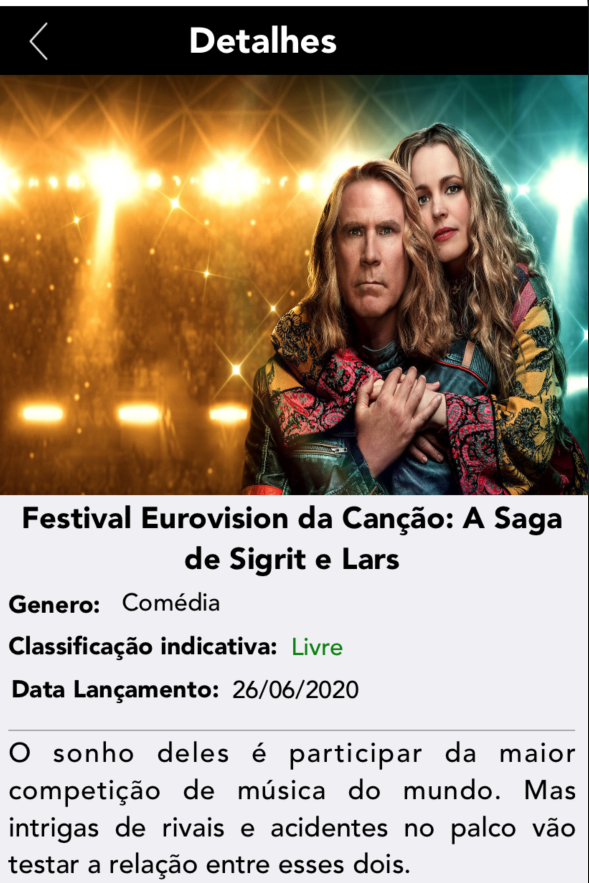 Detalhes
Festival Eurovision da Canção: A Saga
de Sigrit e Lars
Genero: Comédia
Classificação indicativa: Livre
Data Lançamento: 26/06/2020
O sonho deles é participar da maior
competição de música do mundo. Mas
intrigas de rivais e acidentes no palco vão
testar a relação entre esses dois.